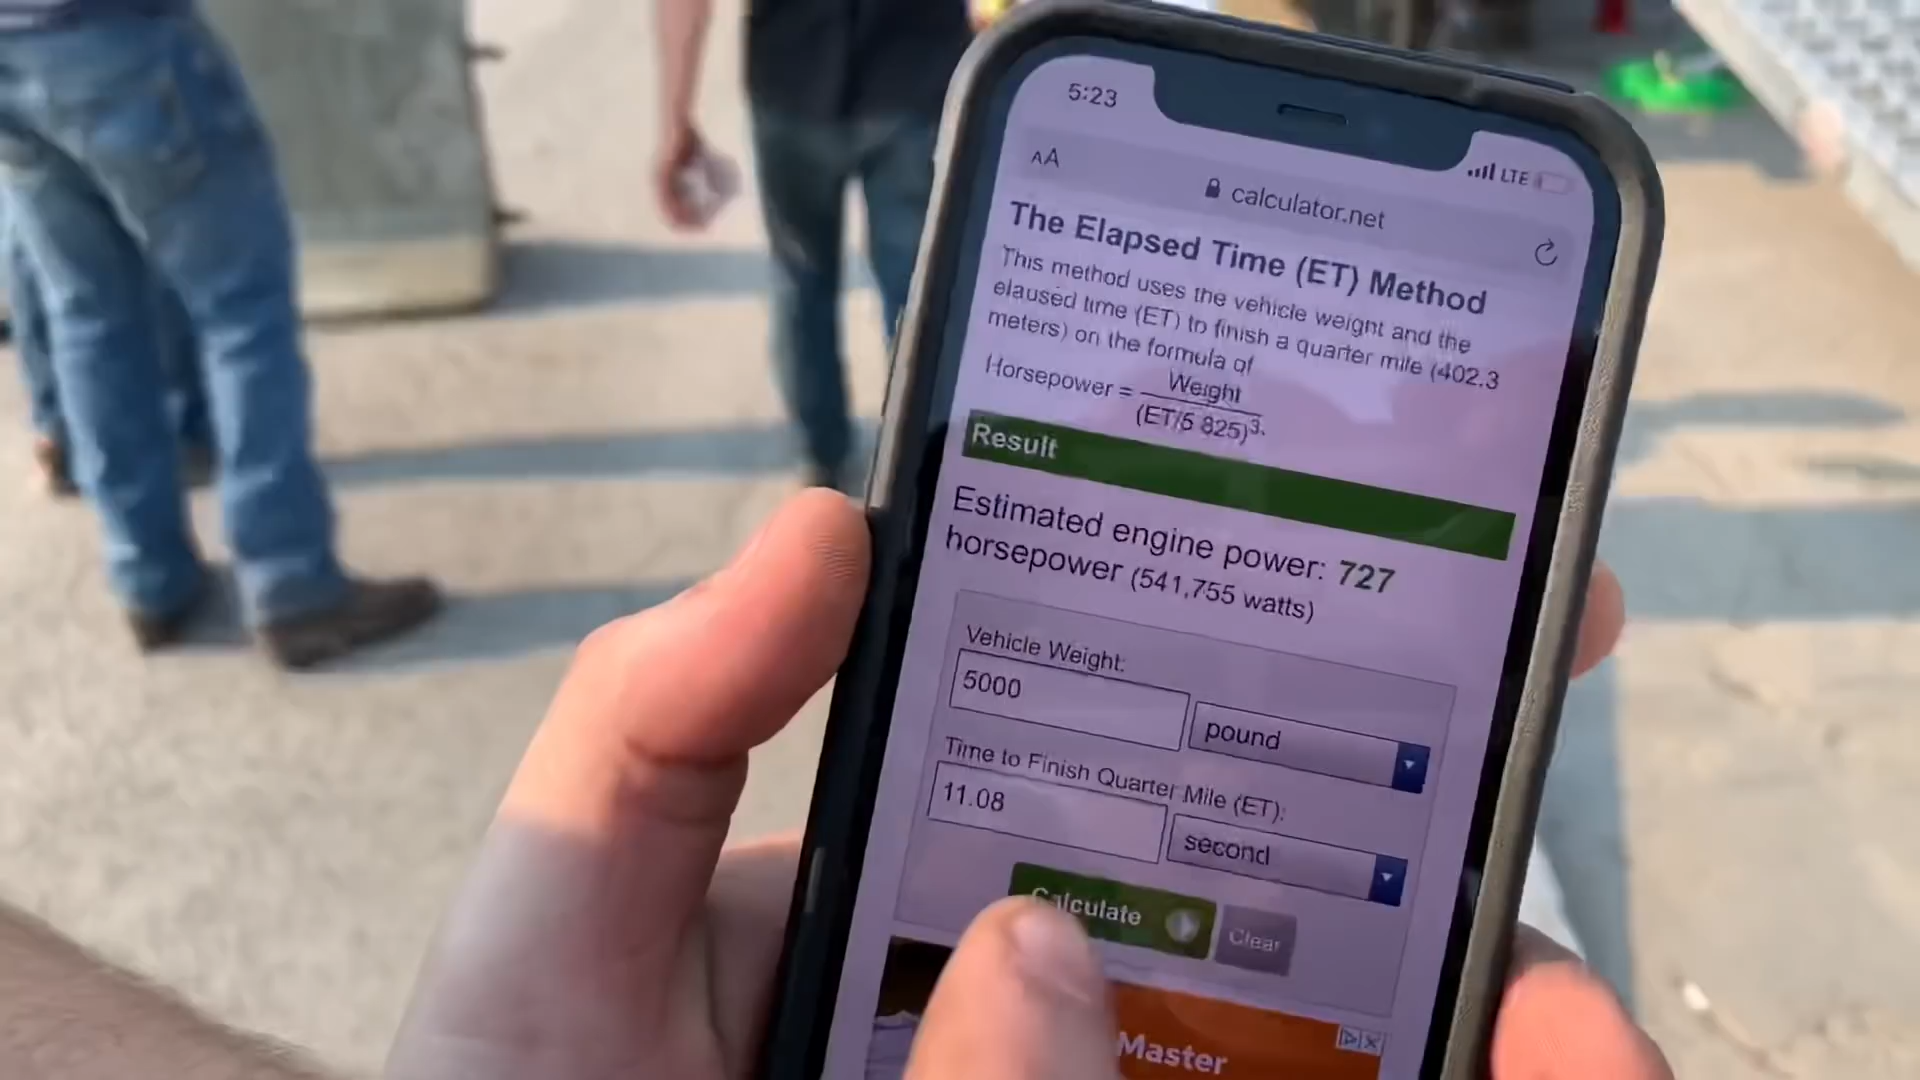 5:23
LTE
AA
calculator.net
The Elapsed Time (ET) Method
This method uses the vehicle weight and the
elaused time (ET) to finish a quarter mile (402.3
meters) on the formula of
Horsepower = Weight
(ET/5 825)³.
Result
Estimated engine power: 727
horsepower (541,755 watts)
Vehicle Weight:
5000
pound
Time to Finish Quarter Mile (ET):
11.08
second
Calculate
Clear
Master